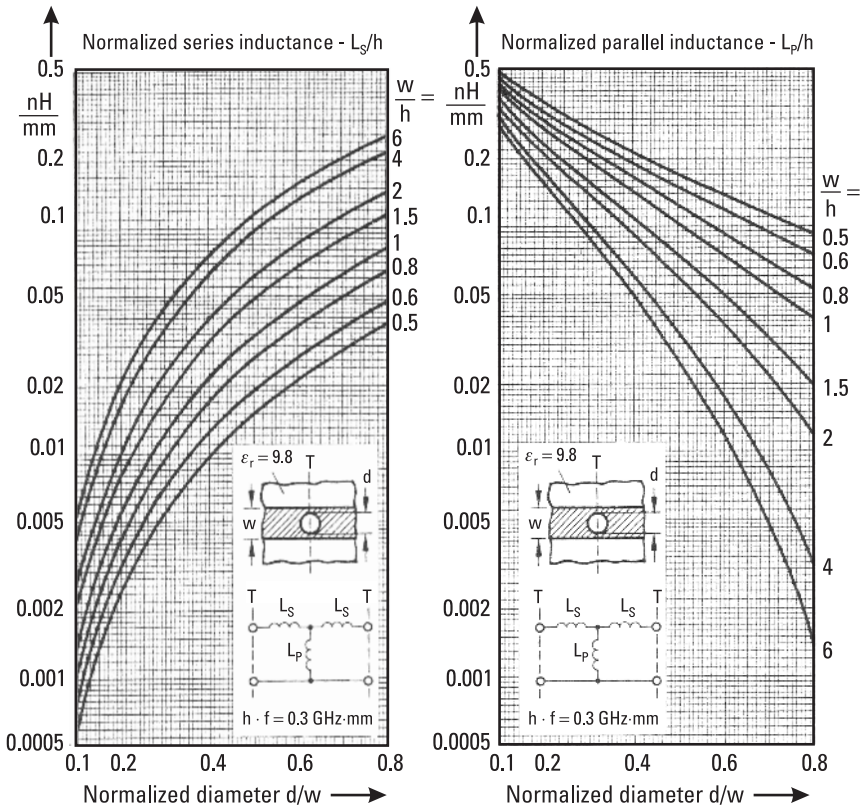 Normalized series inductance - L_S/h
0.5
nH
mm
0.2
0.1
0.05
0.02
0.01
0.005
0.002
0.001
0.0005
w
h
=
6
4
2
1.5
1
0.8
0.6
0.5
ε_r = 9.8
T
d
w
T
L_S
L_S
T
L_P
h · f = 0.3 GHz·mm
0.1
0.2
0.4
0.6
0.8
Normalized diameter d/w
Normalized parallel inductance - L_P/h
0.5
nH
mm
0.2
0.1
0.05
0.02
0.01
0.005
0.002
0.001
0.0005
w
h
=
0.5
0.6
0.8
1
1.5
2
4
6
ε_r = 9.8
T
d
w
T
L_S
L_S
T
L_P
h · f = 0.3 GHz·mm
0.1
0.2
0.4
0.6
0.8
Normalized diameter d/w